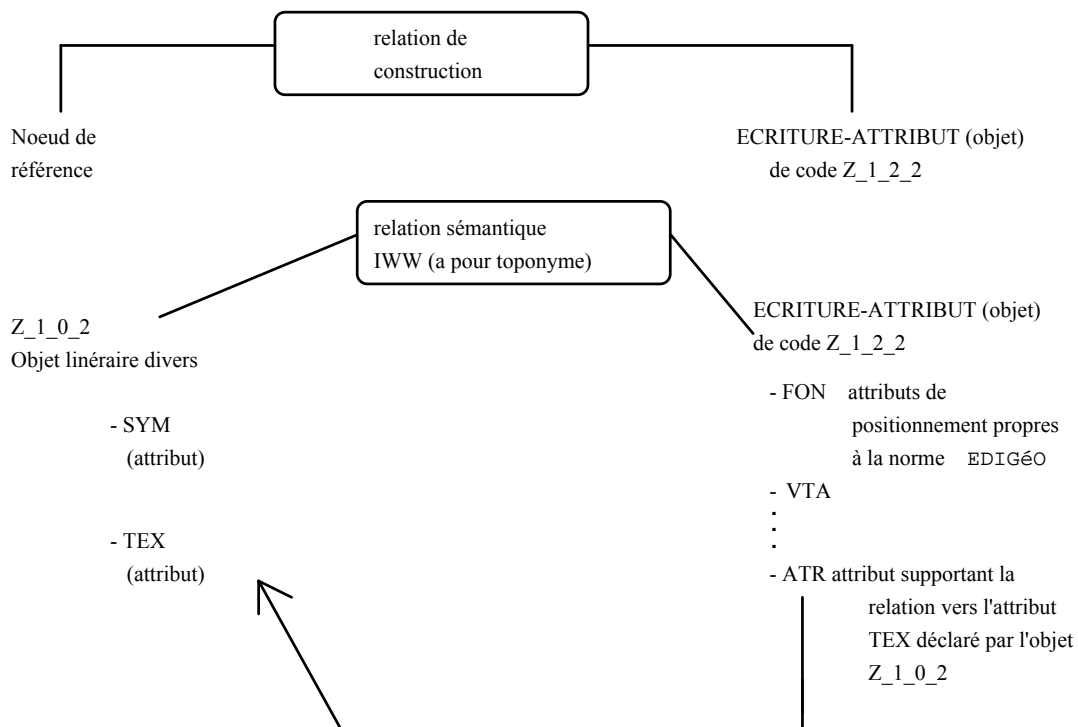 relation de
construction
Noeud de
référence
ECRITURE-ATTRIBUT (objet)
de code Z_1_2_2
relation sémantique
IWW (a pour toponyme)
Z_1_0_2
Objet linéraire divers
- SYM
(attribut)
- TEX
(attribut)
ECRITURE-ATTRIBUT (objet)
de code Z_1_2_2
- FON attributs de
positionnement propres
à la norme EDIGéO
- VTA
- ATR attribut supportant la
relation vers l'attribut
TEX déclaré par l'objet
Z_1_0_2